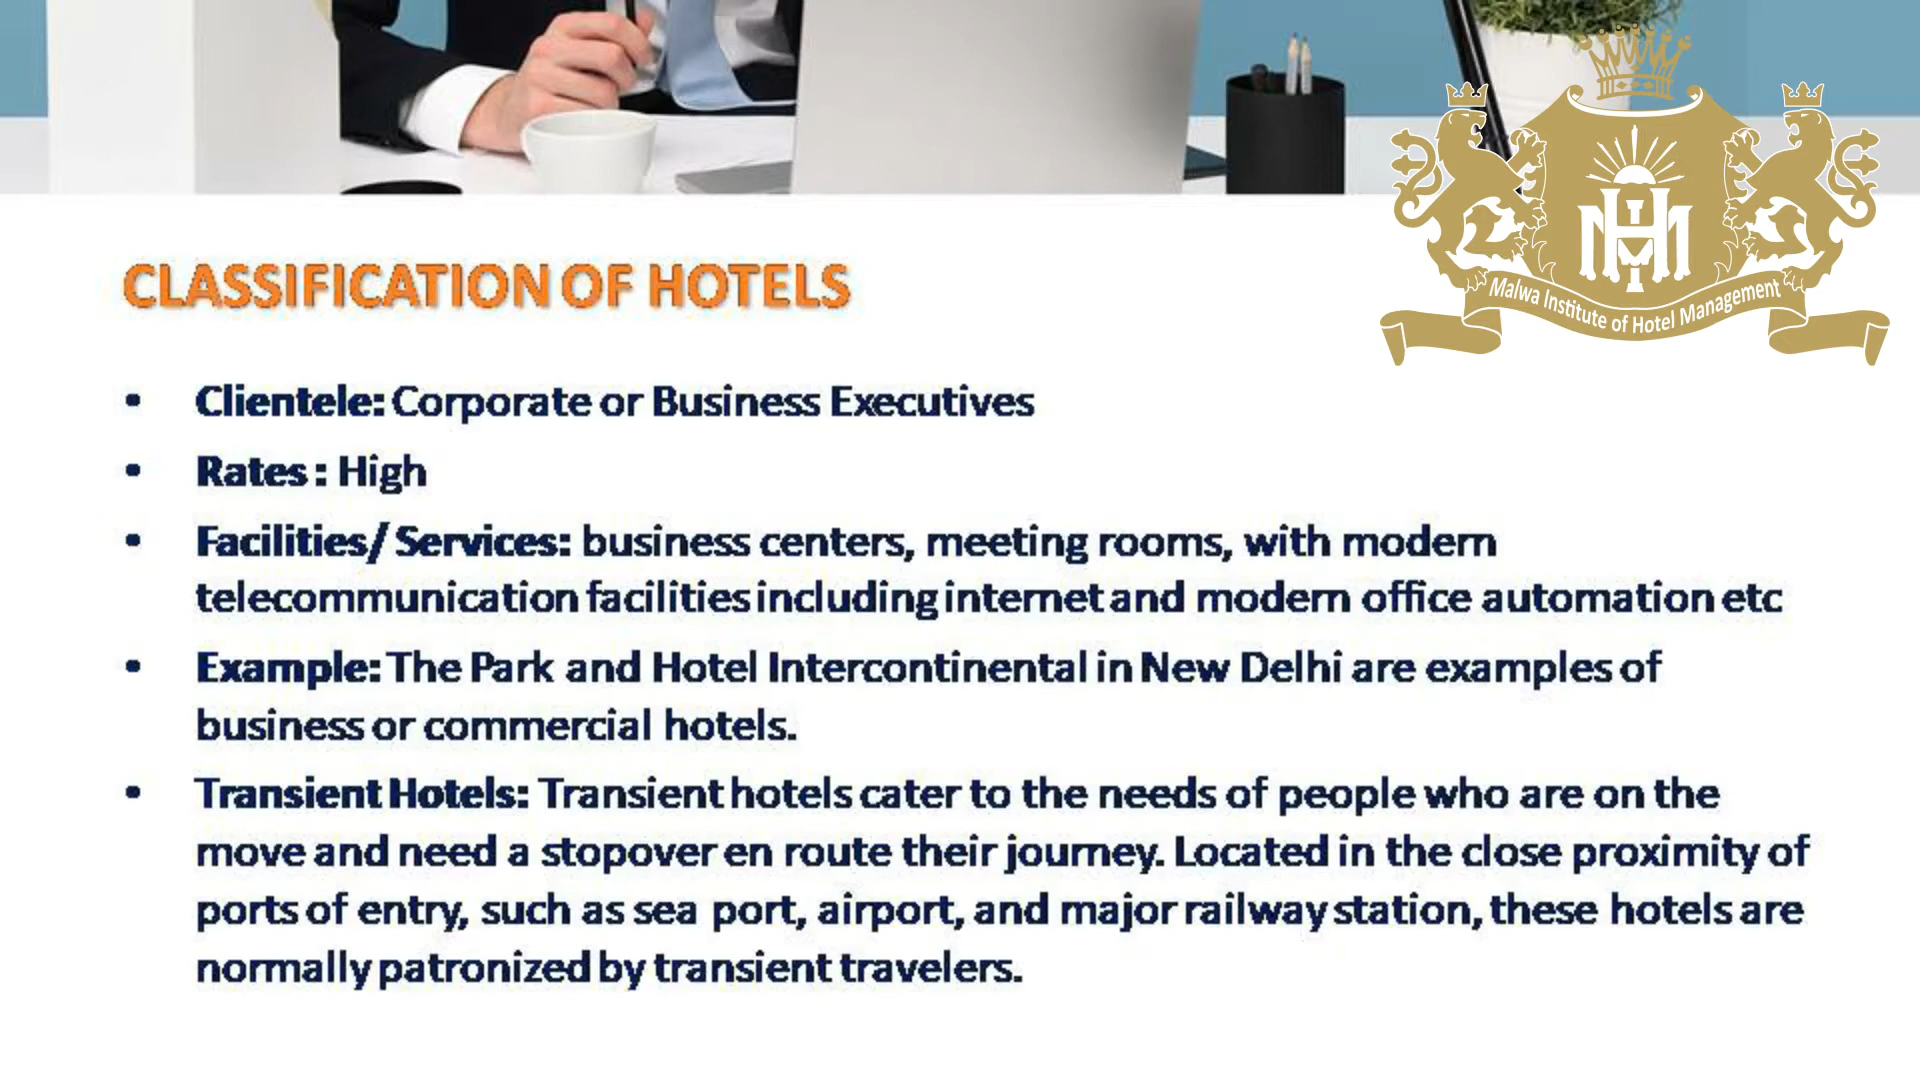 Malwa Institute of Hotel Management
CLASSIFICATION OF HOTELS
• Clientele: Corporate or Business Executives
• Rates : High
• Facilities/ Services: business centers, meeting rooms, with modern
telecommunication facilities including internet and modern office automation etc
• Example: The Park and Hotel Intercontinental in New Delhi are examples of
business or commercial hotels.
• Transient Hotels: Transient hotels cater to the needs of people who are on the
move and need a stopover en route their journey. Located in the close proximity of
ports of entry, such as sea port, airport, and major railway station, these hotels are
normally patronized by transient travelers.